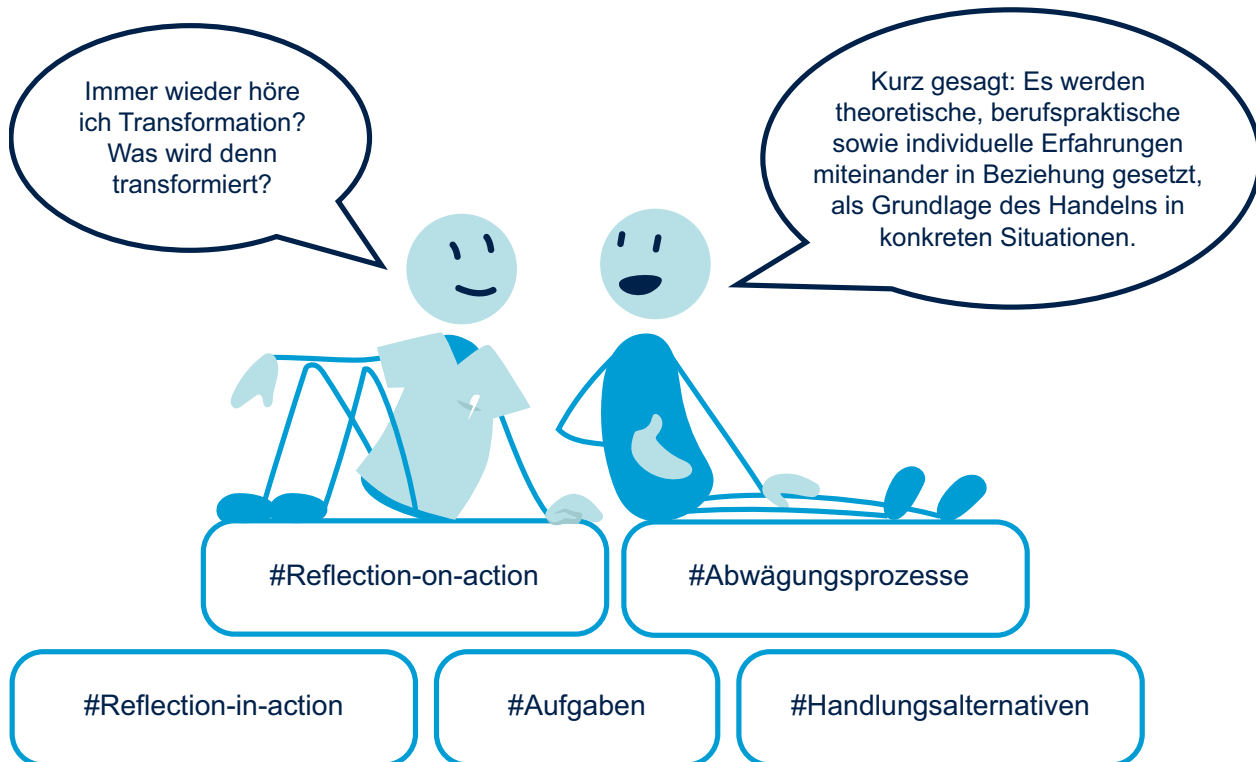 Immer wieder höre
ich Transformation?
Was wird denn
transformiert?
Kurz gesagt: Es werden
theoretische, berufspraktische
sowie individuelle Erfahrungen
miteinander in Beziehung gesetzt,
als Grundlage des Handelns in
konkreten Situationen.
#Reflection-on-action
#Abwägungsprozesse
#Reflection-in-action
#Aufgaben
#Handlungsalternativen